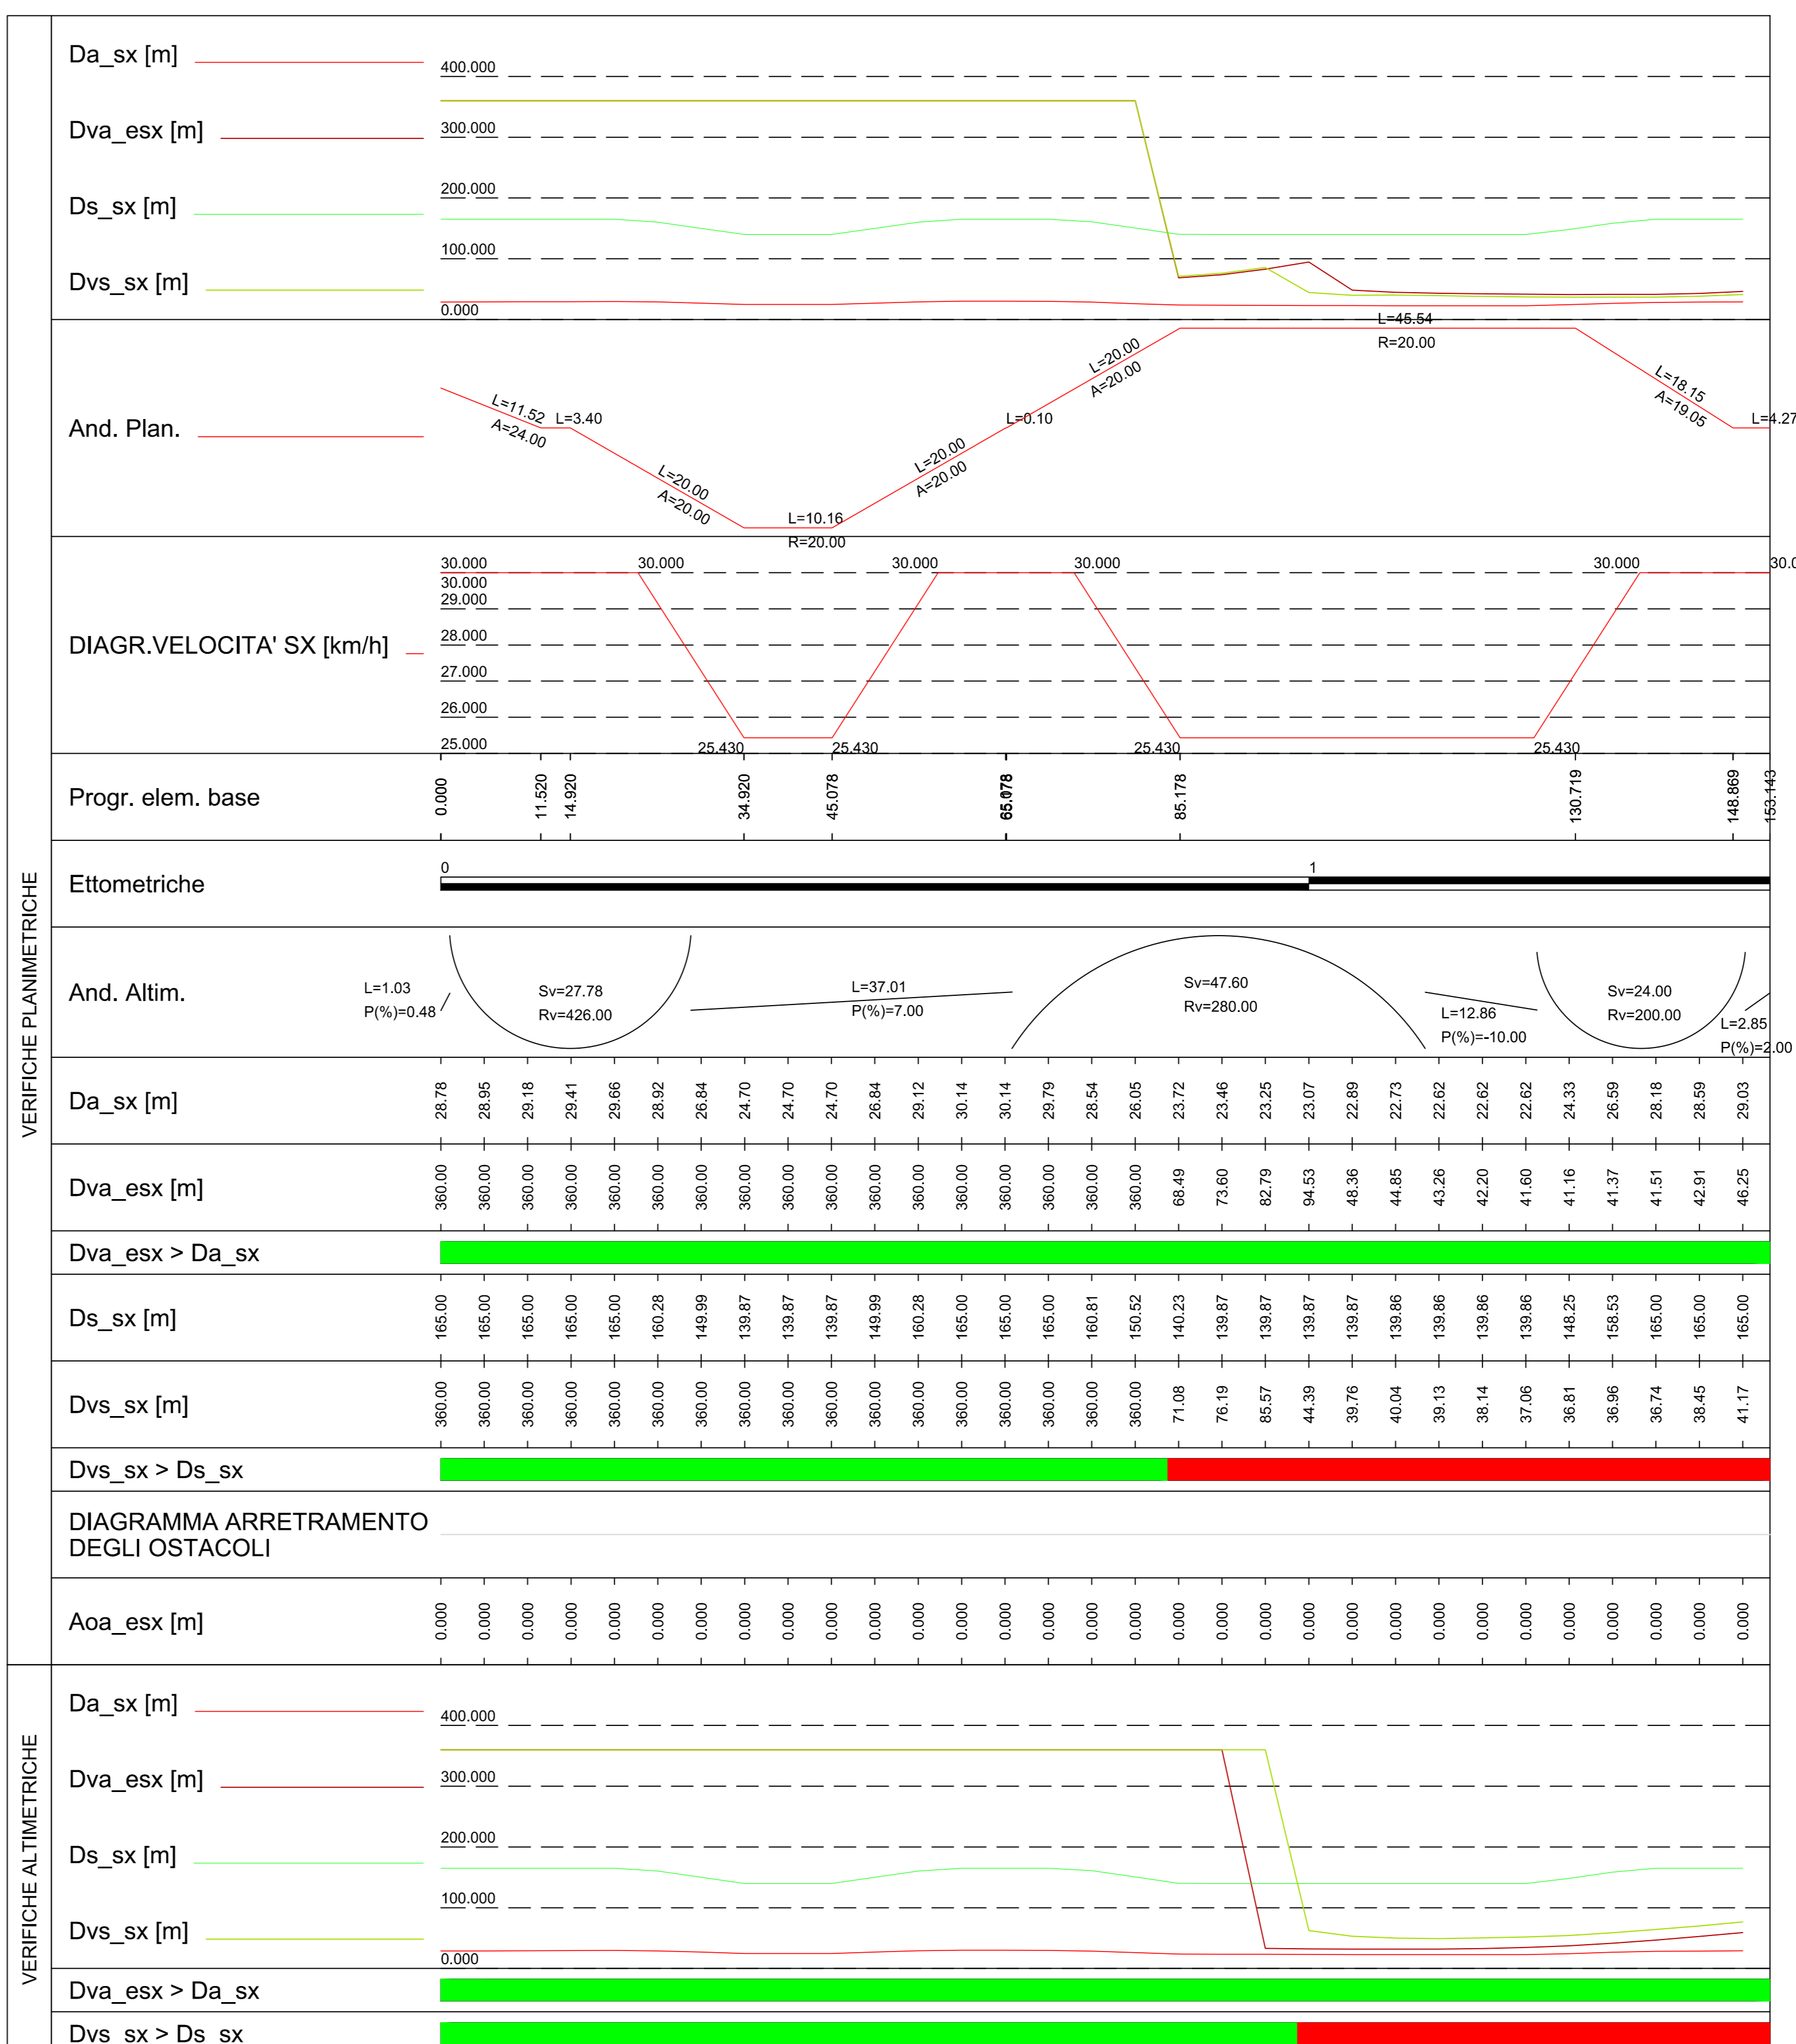 VERIFICHE PLANIMETRICHE
Da_sx [m]
Dva_esx [m]
Ds_sx [m]
Dvs_sx [m]
400.000
300.000
200.000
100.000
0.000
And. Plan.
L=11.52
A=24.00
L=3.40
L=20.00
A=20.00
L=10.16
R=20.00
L=20.00
A=20.00
L=0.10
L=20.00
A=20.00
L=45.54
R=20.00
L=18.15
A=19.05
L=4.27
DIAGR.VELOCITA' SX [km/h]
30.000
30.000
29.000
28.000
27.000
26.000
25.000
30.000 30.000 30.000 30.000 30.0
25.430 25.430 25.430 25.430
Progr. elem. base
0.000 11.520 14.920 34.920 45.078 85.178 130.719 148.869 153.143
Ettometriche
0 1
And. Altim.
L=1.03
P(%)=0.48
Sv=27.78
Rv=426.00
L=37.01
P(%)=7.00
Sv=47.60
Rv=280.00
L=12.86
P(%)=-10.00
Sv=24.00
Rv=200.00
L=2.85
P(%)=2.00
Da_sx [m]
28.78 28.95 29.18 29.41 29.66 28.92 26.84 24.70 24.70 24.70 26.84 29.12 30.14 30.14 29.79 28.54 26.05 23.72 23.46 23.25 23.07 22.89 22.73 22.62 22.62 22.62 24.33 26.59 28.18 28.59 29.03
Dva_esx [m]
360.00 360.00 360.00 360.00 360.00 360.00 360.00 360.00 360.00 360.00 360.00 360.00 360.00 360.00 360.00 360.00 360.00 68.49 73.60 82.79 94.53 48.36 44.85 43.26 42.20 41.60 41.16 41.37 41.51 42.91 46.25
Dva_esx > Da_sx
Ds_sx [m]
165.00 165.00 165.00 165.00 165.00 160.28 149.99 139.87 139.87 139.87 149.99 160.28 165.00 165.00 165.00 160.81 150.52 140.23 139.87 139.87 139.87 139.87 139.86 139.86 139.86 139.86 148.25 158.53 165.00 165.00 165.00
Dvs_sx [m]
360.00 360.00 360.00 360.00 360.00 360.00 360.00 360.00 360.00 360.00 360.00 360.00 360.00 360.00 360.00 360.00 360.00 71.08 76.19 85.57 44.39 39.76 40.04 39.13 38.14 37.06 36.81 36.96 36.74 38.45 41.17
Dvs_sx > Ds_sx
DIAGRAMMA ARRETRAMENTO
DEGLI OSTACOLI
Aoa_esx [m]
0.000 0.000 0.000 0.000 0.000 0.000 0.000 0.000 0.000 0.000 0.000 0.000 0.000 0.000 0.000 0.000 0.000 0.000 0.000 0.000 0.000 0.000 0.000 0.000 0.000 0.000 0.000 0.000 0.000 0.000 0.000
VERIFICHE ALTIMETRICHE
Da_sx [m]
Dva_esx [m]
Ds_sx [m]
Dvs_sx [m]
400.000
300.000
200.000
100.000
0.000
Dva_esx > Da_sx
Dvs_sx > Ds_sx